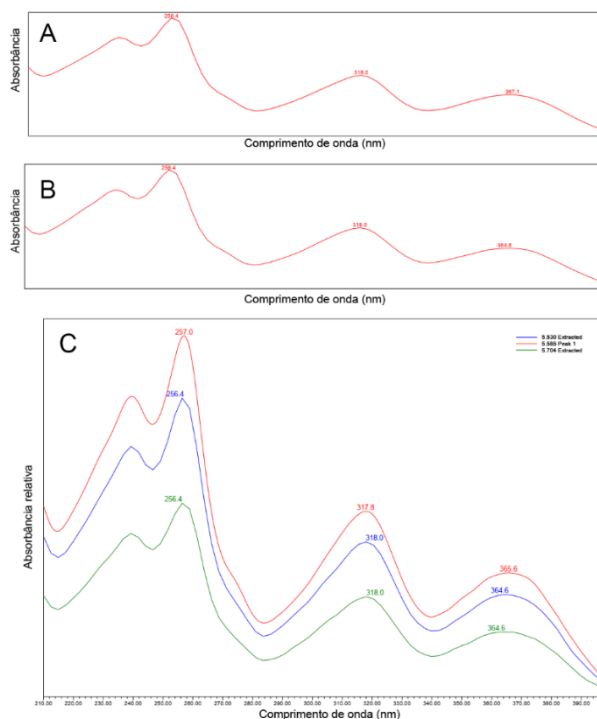 A
Absorbância
256.4
318.0
367.1
Comprimento de onda (nm)
B
Absorbância
256.4
318.0
364.6
Comprimento de onda (nm)
C
Absorbância relativa
5.530 Extracted
5.585 Peak 1
5.704 Extracted
257.0
256.4
256.4
317.8
318.0
318.0
365.6
364.6
364.6
210.00 220.00 230.00 240.00 250.00 260.00 270.00 280.00 290.00 300.00 310.00 320.00 330.00 340.00 350.00 360.00 370.00 380.00 390.00
Comprimento de onda (nm)